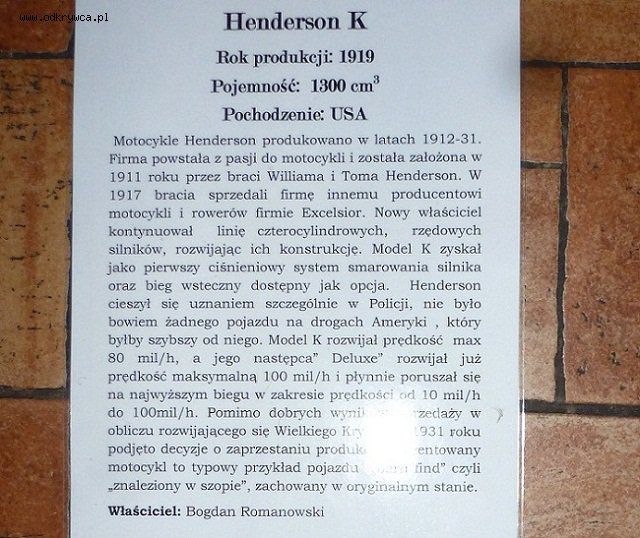 www.odkrywca.pl
Henderson K
Rok produkcji: 1919
Pojemność: 1300 cm³
Pochodzenie: USA
Motocykle Henderson produkowano w latach 1912-31.
Firma powstała z pasji do motocykli i została założona w
1911 roku przez braci Williama i Toma Henderson. W
1917 bracia sprzedali firmę innemu producentowi
motocykli i rowerów firmie Excelsior. Nowy właściciel
kontynuował linię czterocylindrowych, rzędowych
silników, rozwijając ich konstrukcję. Model K zyskał
jako pierwszy ciśnieniowy system smarowania silnika
oraz bieg wsteczny dostępny jak opcja. Henderson
cieszył się uznaniem szczególnie w Policji, nie było
bowiem żadnego pojazdu na drogach Ameryki , który
byłby szybszy od niego. Model K rozwijał prędkość max
80 mil/h, a jego następca" Deluxe" rozwijał już
prędkość maksymalną 100 mil/h i płynnie poruszał się
na najwyższym biegu w zakresie prędkości od 10 mil/h
do 100mil/h. Pomimo dobrych sprzedaży w
obliczu rozwijającego się Wielkiego 1931 roku
podjęto decyzje o zaprzestaniu
motocykl to typowy przykład pojazdu find" czyli
„znaleziony w szopie", zachowany w oryginalnym stanie.
Właściciel: Bogdan Romanowski